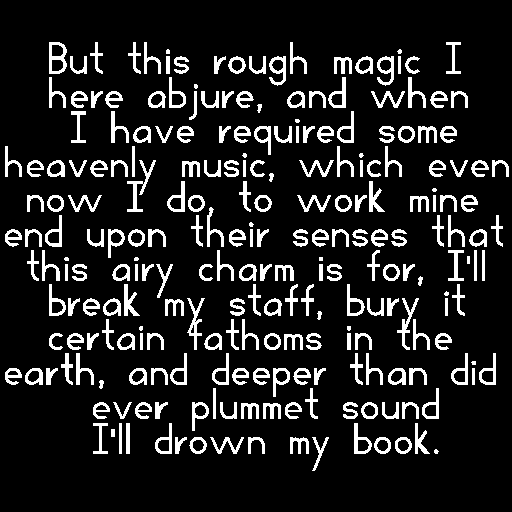 But this rough magic I
here abjure, and when
I have required some
heavenly music, which even
now I do, to work mine
end upon their senses that
this airy charm is for, I'll
break my staff, bury it
certain fathoms in the
earth, and deeper than did
ever plummet sound
I'll drown my book.